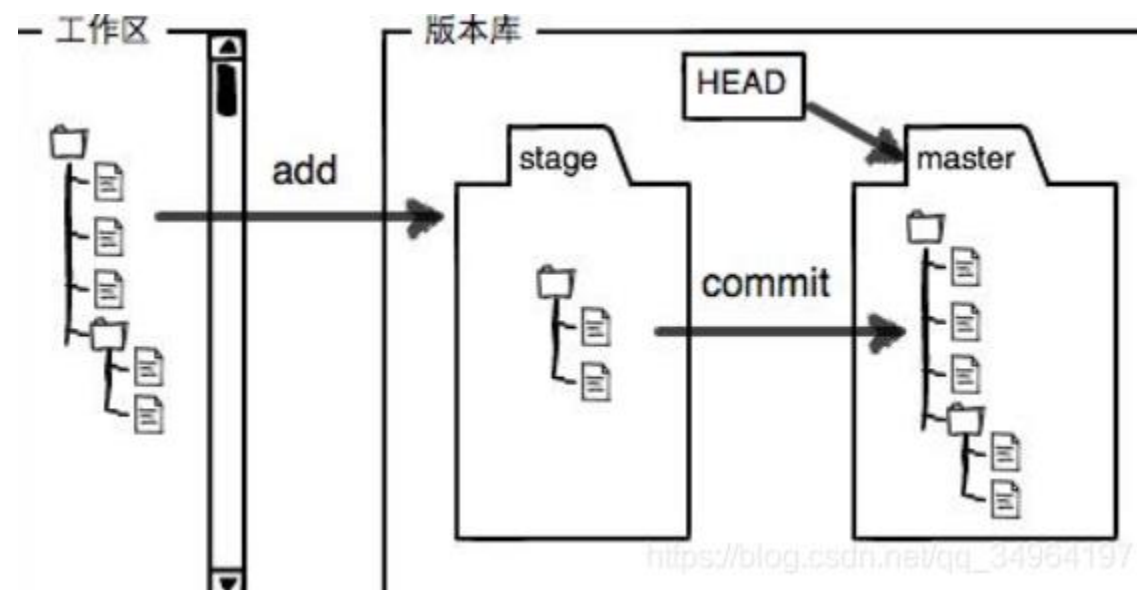 工作区
版本库
HEAD
add
stage
master
commit
https://blog.csdn.net/qq_34964197